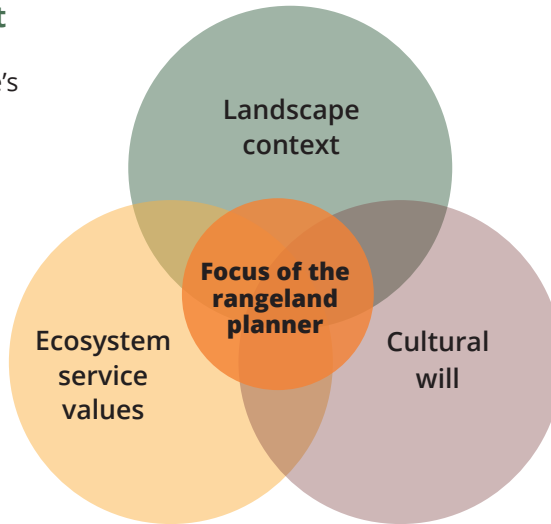 t
e's
Landscape
context
Focus of the
rangeland
planner
Ecosystem
service
values
Cultural
will